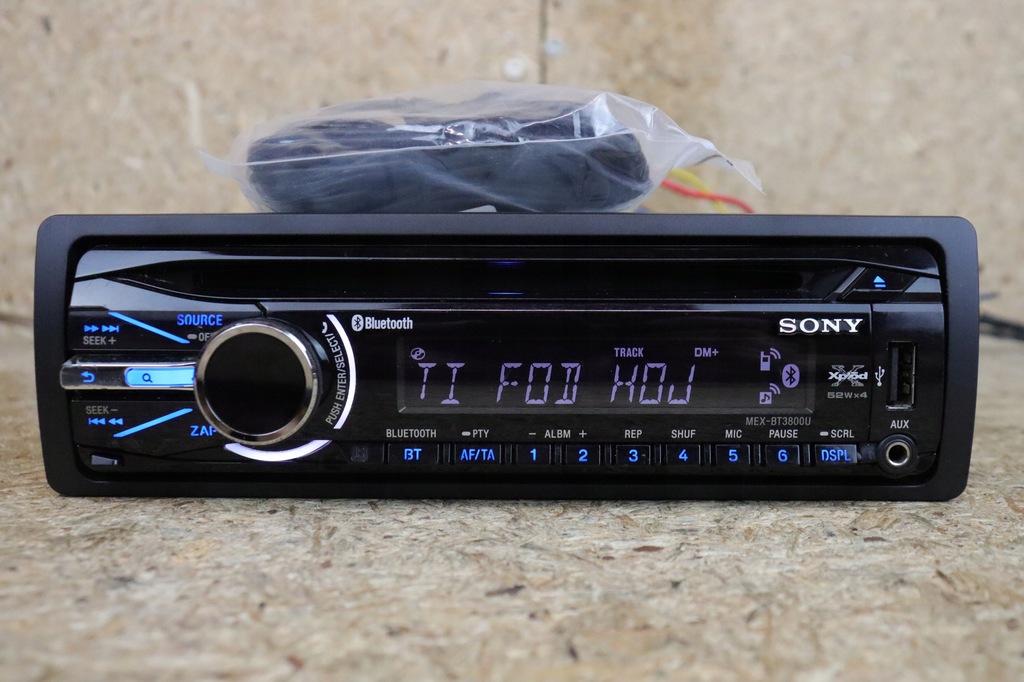 SOURCE
OFF
SEEK +
SEEK −
ZAP
PUSH ENTER/SELECT/
Bluetooth
SONY
TRACK DM+
TI FOD HOJ
Xplod
52W×4
MEX-BT3800U
AUX
BLUETOOTH PTY − ALBM + REP SHUF MIC PAUSE SCRL
BT AF/TA 1 2 3 4 5 6 DSPL